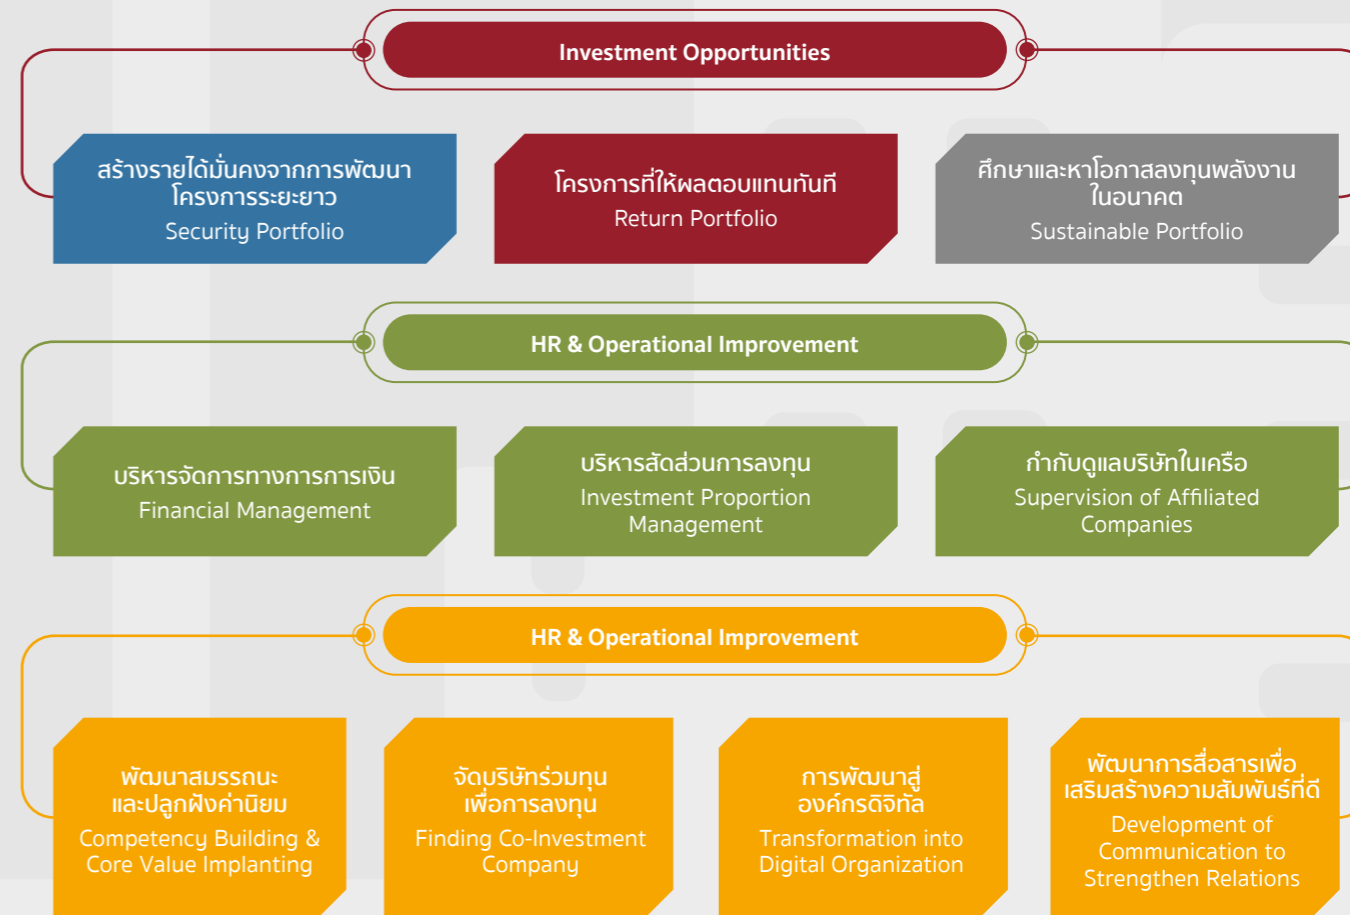 Investment Opportunities
สร้างรายได้มั่นคงจากการพัฒนา
โครงการระยะยาว
Security Portfolio
โครงการที่ให้ผลตอบแทนทันที
Return Portfolio
ศึกษาและหาโอกาสลงทุนพลังงาน
ในอนาคต
Sustainable Portfolio
HR & Operational Improvement
บริหารจัดการทางการการเงิน
Financial Management
บริหารสัดส่วนการลงทุน
Investment Proportion
Management
กำกับดูแลบริษัทในเครือ
Supervision of Affiliated
Companies
HR & Operational Improvement
พัฒนาสมรรถนะ
และปลูกฝังค่านิยม
Competency Building &
Core Value Implanting
จัดบริษัทร่วมทุน
เพื่อการลงทุน
Finding Co-Investment
Company
การพัฒนาสู่
องค์กรดิจิทัล
Transformation into
Digital Organization
พัฒนาการสื่อสารเพื่อ
เสริมสร้างความสัมพันธ์ที่ดี
Development of
Communication to
Strengthen Relations